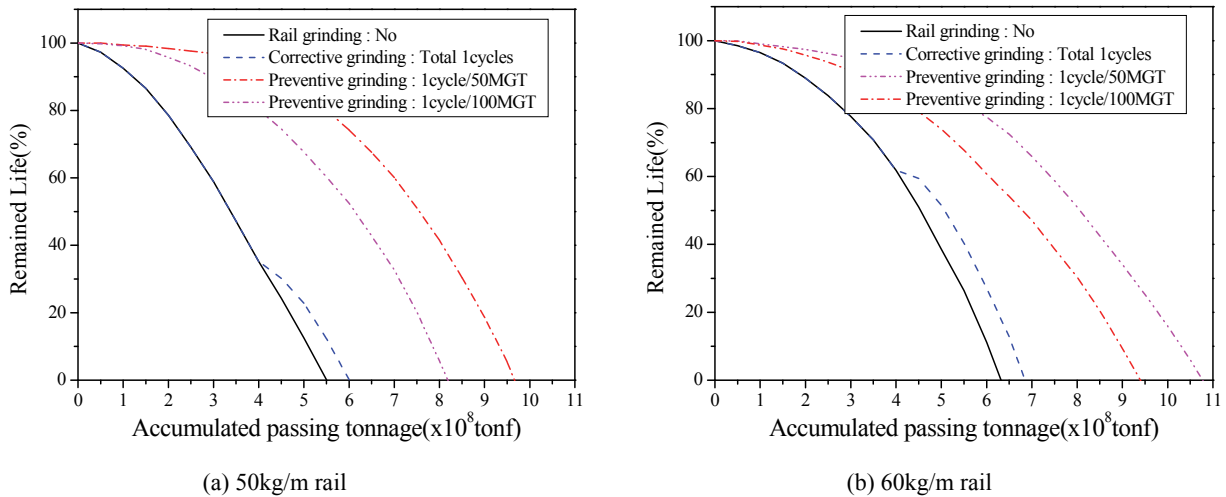 Rail grinding : No
Corrective grinding : Total 1cycles
Preventive grinding : 1cycle/50MGT
Preventive grinding : 1cycle/100MGT
Remained Life(%)
100
80
60
40
20
0
0 1 2 3 4 5 6 7 8 9 10 11
Accumulated passing tonnage(x10⁸tonf)
(a) 50kg/m rail
Rail grinding : No
Corrective grinding : Total 1cycles
Preventive grinding : 1cycle/50MGT
Preventive grinding : 1cycle/100MGT
Remained Life(%)
100
80
60
40
20
0
0 1 2 3 4 5 6 7 8 9 10 11
Accumulated passing tonnage(x10⁸tonf)
(b) 60kg/m rail